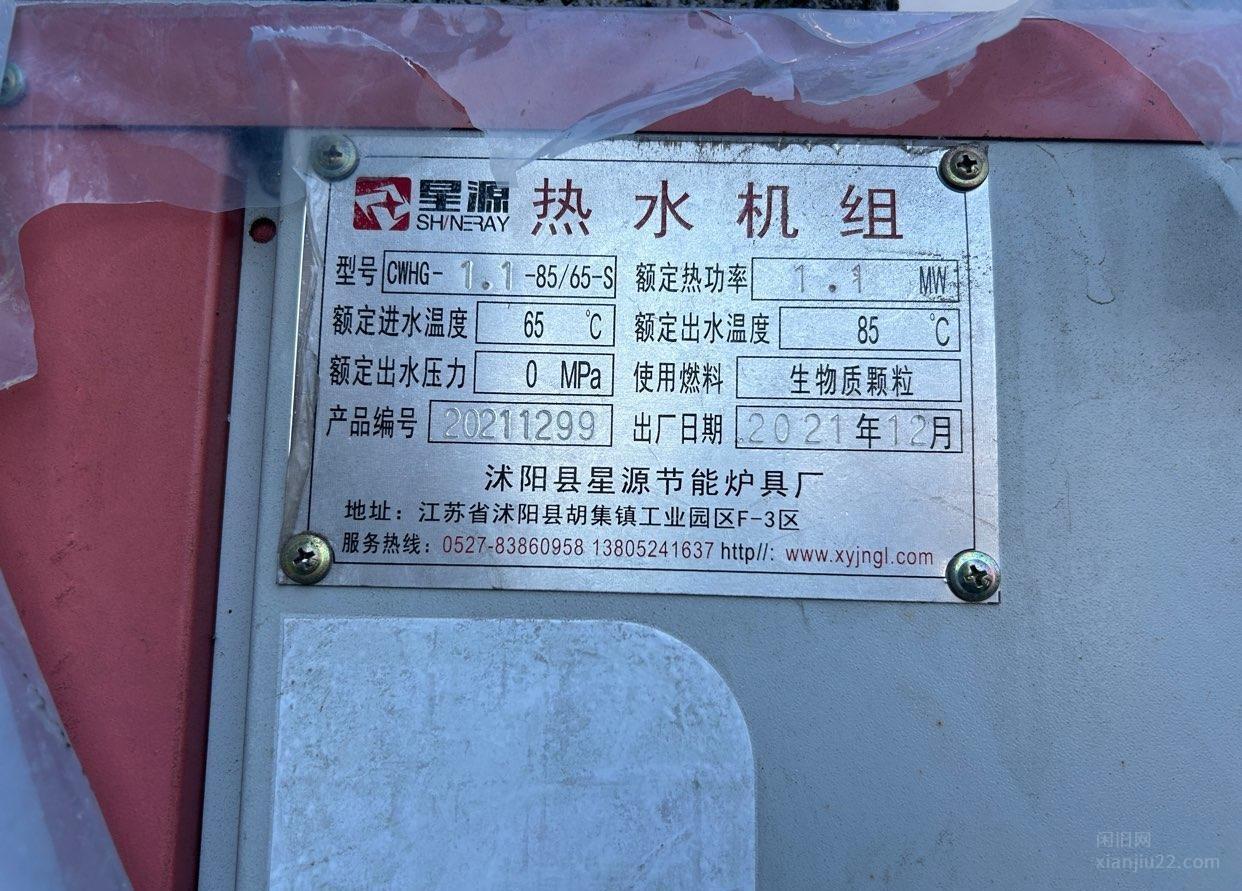 星源 SHINERAY 热水机组
型号 CWHG-1.1-85/65-S 额定热功率 1.1 MW
额定进水温度 65 ℃ 额定出水温度 85 ℃
额定出水压力 0 MPa 使用燃料 生物质颗粒
产品编号 20211299 出厂日期 2021年12月
沭阳县星源节能炉具厂
地址：江苏省沭阳县胡集镇工业园区F-3区
服务热线：0527-83860958 13805241637 http//: www.xyjngl.com
闲旧网
xianjiu22.com